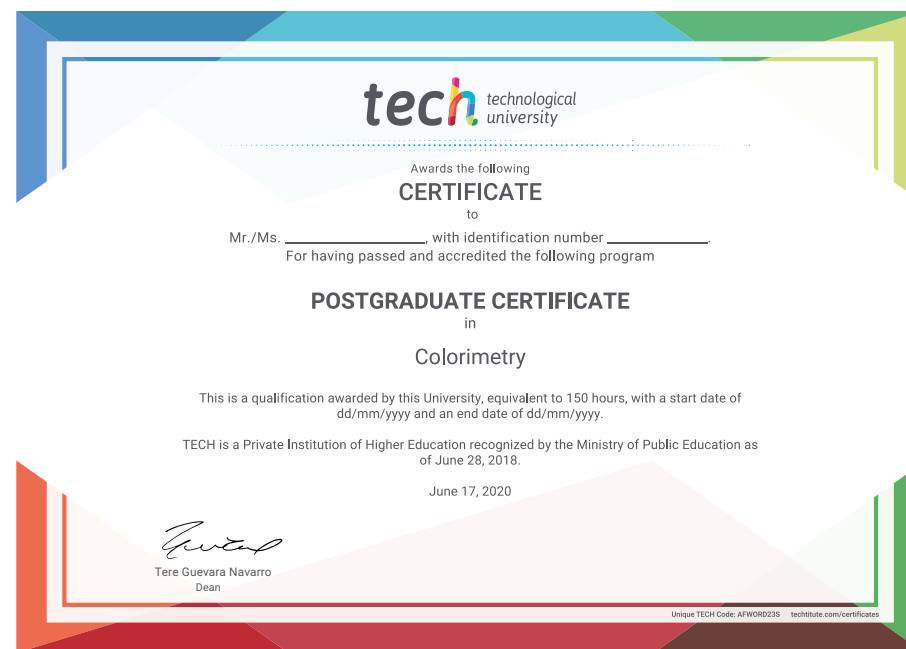 tech technological
university
Awards the following
CERTIFICATE
to
Mr./Ms. ____________________, with identification number ______________.
For having passed and accredited the following program
POSTGRADUATE CERTIFICATE
in
Colorimetry
This is a qualification awarded by this University, equivalent to 150 hours, with a start date of
dd/mm/yyyy and an end date of dd/mm/yyyy.
TECH is a Private Institution of Higher Education recognized by the Ministry of Public Education as
of June 28, 2018.
June 17, 2020
Tere Guevara Navarro
Dean
Unique TECH Code: AFWORD23S techtitute.com/certificates